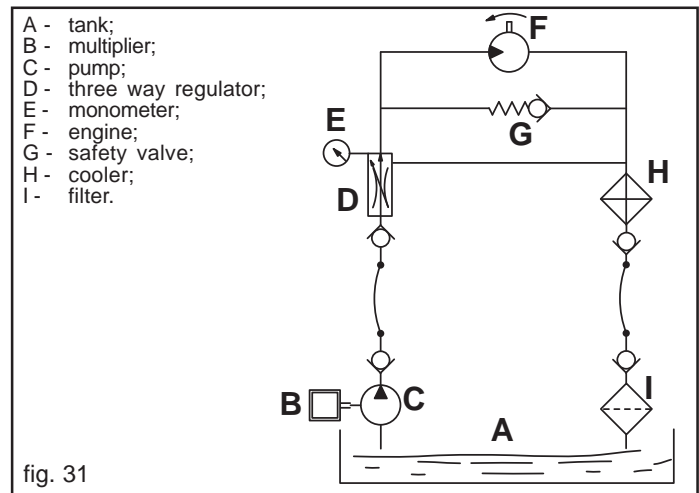 A - tank;
B - multiplier;
C - pump;
D - three way regulator;
E - monometer;
F - engine;
G - safety valve;
H - cooler;
I - filter.
F
E
G
H
D
B
C
I
A
fig. 31